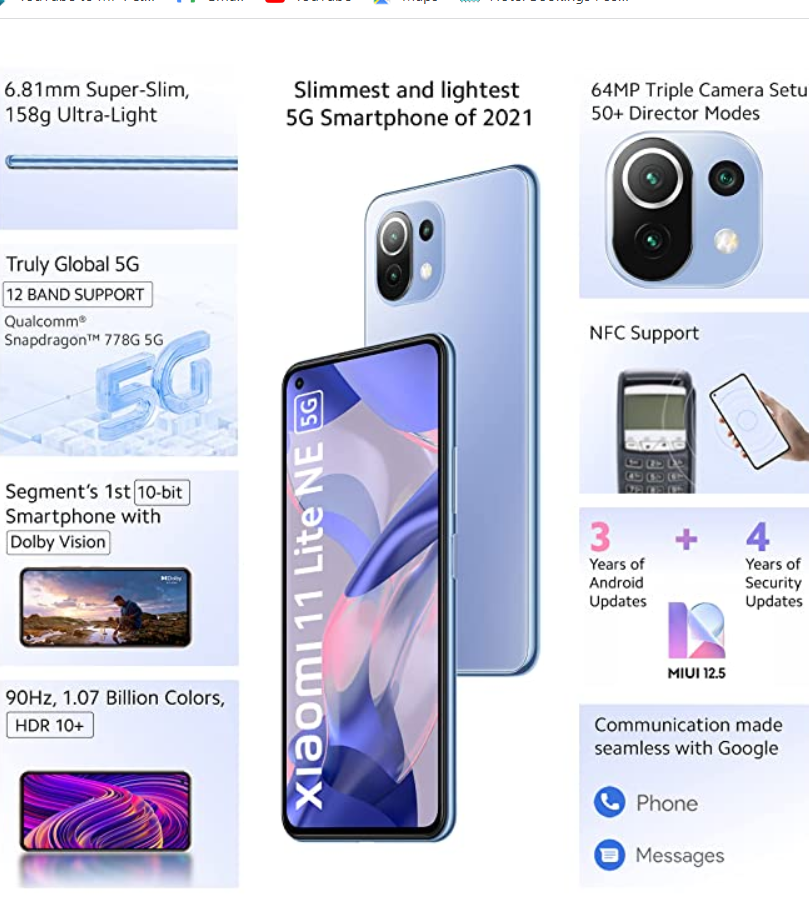 YouTube
Maps
6.81mm Super-Slim,
158g Ultra-Light
Truly Global 5G
12 BAND SUPPORT
Qualcomm®
Snapdragon™ 778G 5G
5G
Segment's 1st 10-bit
Smartphone with
Dolby Vision
Dolby
90Hz, 1.07 Billion Colors,
HDR 10+
Slimmest and lightest
5G Smartphone of 2021
Xiaomi 11 Lite NE 5G
64MP Triple Camera Setu
50+ Director Modes
NFC Support
3 + 4
Years of Years of
Android Security
Updates Updates
MIUI 12.5
Communication made
seamless with Google
Phone
Messages